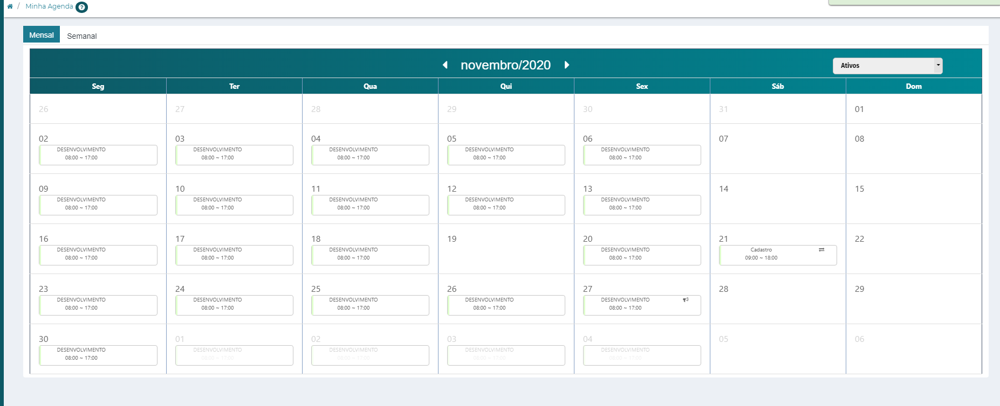 / Minha Agenda ?
Mensal Semanal
novembro/2020 Ativos
Seg Ter Qua Qui Sex Sáb Dom
26 27 28 29 30 31 01
02 03 04 05 06 07 08
DESENVOLVIMENTO DESENVOLVIMENTO DESENVOLVIMENTO DESENVOLVIMENTO DESENVOLVIMENTO
08:00 ~ 17:00 08:00 ~ 17:00 08:00 ~ 17:00 08:00 ~ 17:00 08:00 ~ 17:00
09 10 11 12 13 14 15
DESENVOLVIMENTO DESENVOLVIMENTO DESENVOLVIMENTO DESENVOLVIMENTO DESENVOLVIMENTO
08:00 ~ 17:00 08:00 ~ 17:00 08:00 ~ 17:00 08:00 ~ 17:00 08:00 ~ 17:00
16 17 18 19 20 21 22
DESENVOLVIMENTO DESENVOLVIMENTO DESENVOLVIMENTO DESENVOLVIMENTO Cadastro
08:00 ~ 17:00 08:00 ~ 17:00 08:00 ~ 17:00 08:00 ~ 17:00 09:00 ~ 18:00
23 24 25 26 27 28 29
DESENVOLVIMENTO DESENVOLVIMENTO DESENVOLVIMENTO DESENVOLVIMENTO DESENVOLVIMENTO
08:00 ~ 17:00 08:00 ~ 17:00 08:00 ~ 17:00 08:00 ~ 17:00 08:00 ~ 17:00
30 01 02 03 04 05 06
DESENVOLVIMENTO DESENVOLVIMENTO DESENVOLVIMENTO DESENVOLVIMENTO DESENVOLVIMENTO
08:00 ~ 17:00 08:00 ~ 17:00 08:00 ~ 17:00 08:00 ~ 17:00 08:00 ~ 17:00